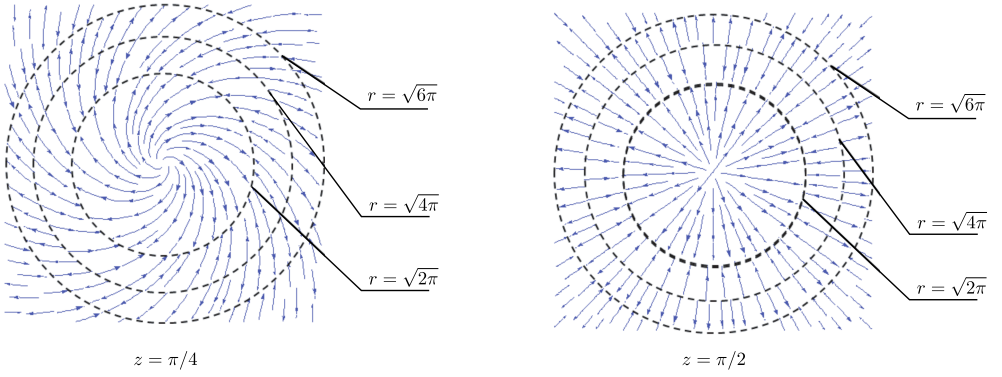 r = √6π
r = √4π
r = √2π
z = π/4
r = √6π
r = √4π
r = √2π
z = π/2